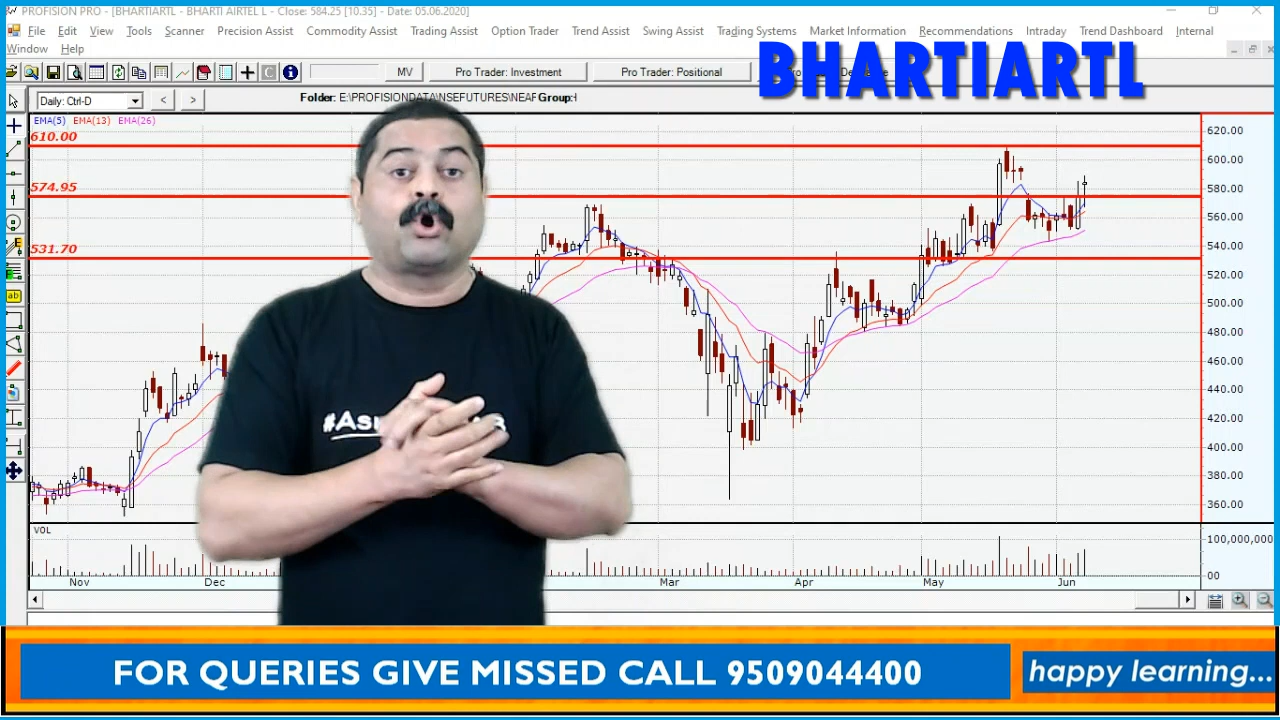 PROFISION PRO - [BHARTIARTL - BHARTI AIRTEL L - Close: 584.25 [10.35] - Date: 05.06.2020]
File Edit View Tools Scanner Precision Assist Commodity Assist Trading Assist Option Trader Trend Assist Swing Assist Trading Systems Market Information Recommendations Intraday Trend Dashboard Internal
Window Help
BHARTIARTL
MV Pro Trader: Investment Pro Trader: Positional
Daily: Ctrl-D < > Folder: E:\PROFISIONDATA\NSEFUTURES\NEAF Group:
EMA(5) EMA(13) EMA(26)
610.00
574.95
531.70
620.00
600.00
580.00
560.00
540.00
520.00
500.00
480.00
460.00
440.00
420.00
400.00
380.00
360.00
VOL
100,000,000
00
Nov Dec Mar Apr May Jun
FOR QUERIES GIVE MISSED CALL 9509044400
happy learning...